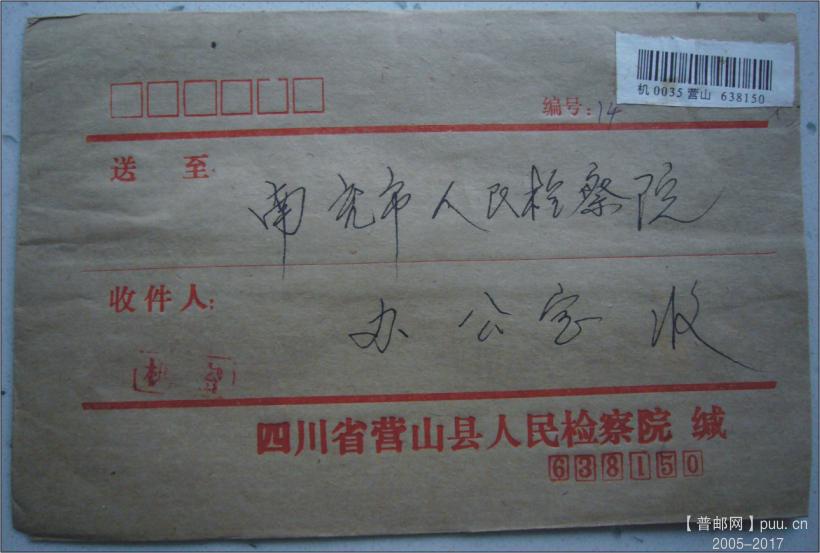 机 0035 营山 638150
编号: 14
送 至
南充市人民检察院
收件人:
办公室 收
机
四川省营山县人民检察院 缄
638150
【普邮网】puu.cn
2005-2017